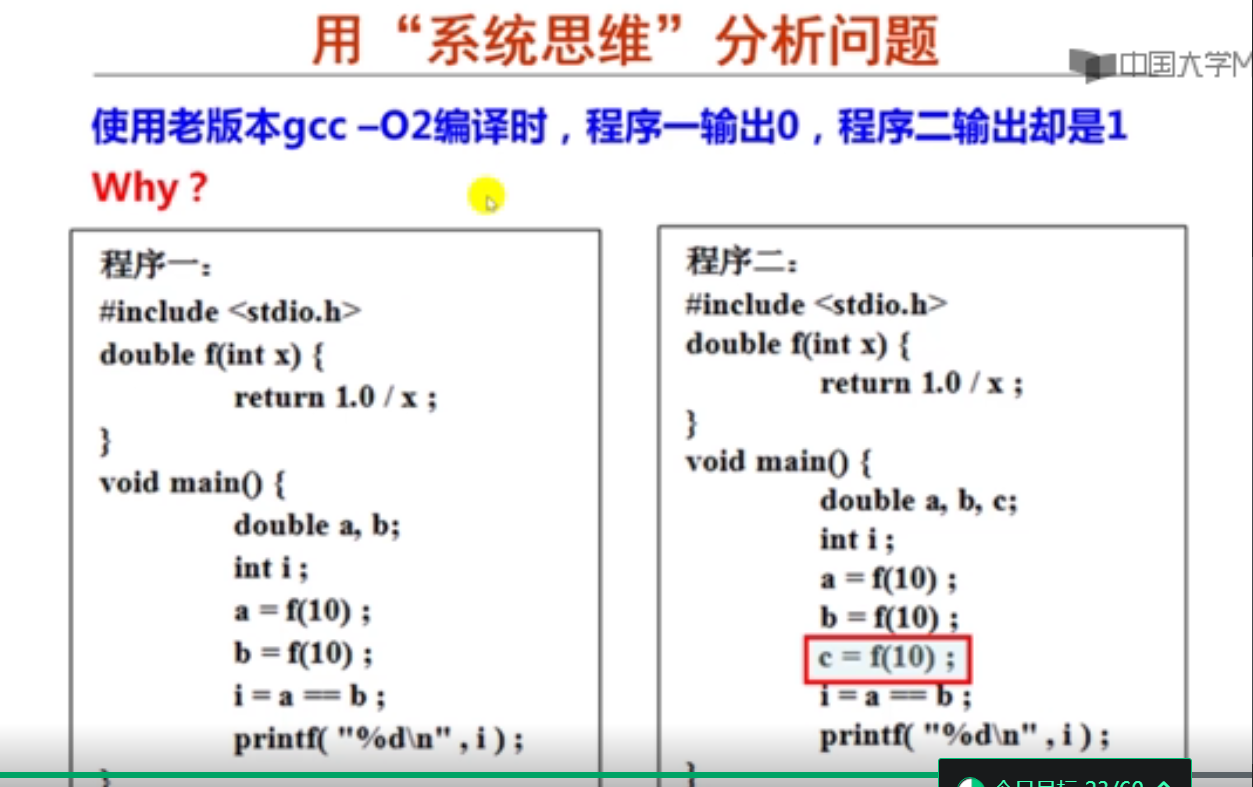 用“系统思维”分析问题
中国大学M
使用老版本gcc –O2编译时，程序一输出0，程序二输出却是1
Why？
程序一：
#include <stdio.h>
double f(int x) {
return 1.0 / x ;
}
void main() {
double a, b;
int i ;
a = f(10) ;
b = f(10) ;
i = a == b ;
printf( "%d\n" , i ) ;
}
程序二：
#include <stdio.h>
double f(int x) {
return 1.0 / x ;
}
void main() {
double a, b, c;
int i ;
a = f(10) ;
b = f(10) ;
c = f(10) ;
i = a == b ;
printf( "%d\n" , i ) ;
}
今日目标 23/60